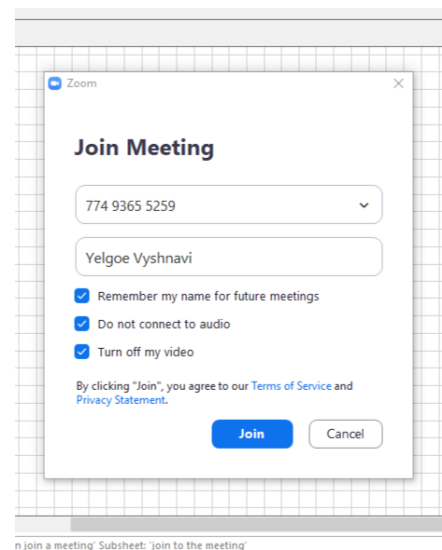 Zoom
Join Meeting
774 9365 5259
Yelgoe Vyshnavi
Remember my name for future meetings
Do not connect to audio
Turn off my video
By clicking "Join", you agree to our Terms of Service and
Privacy Statement.
Join Cancel
n join a meeting' Subsheet: 'join to the meeting'